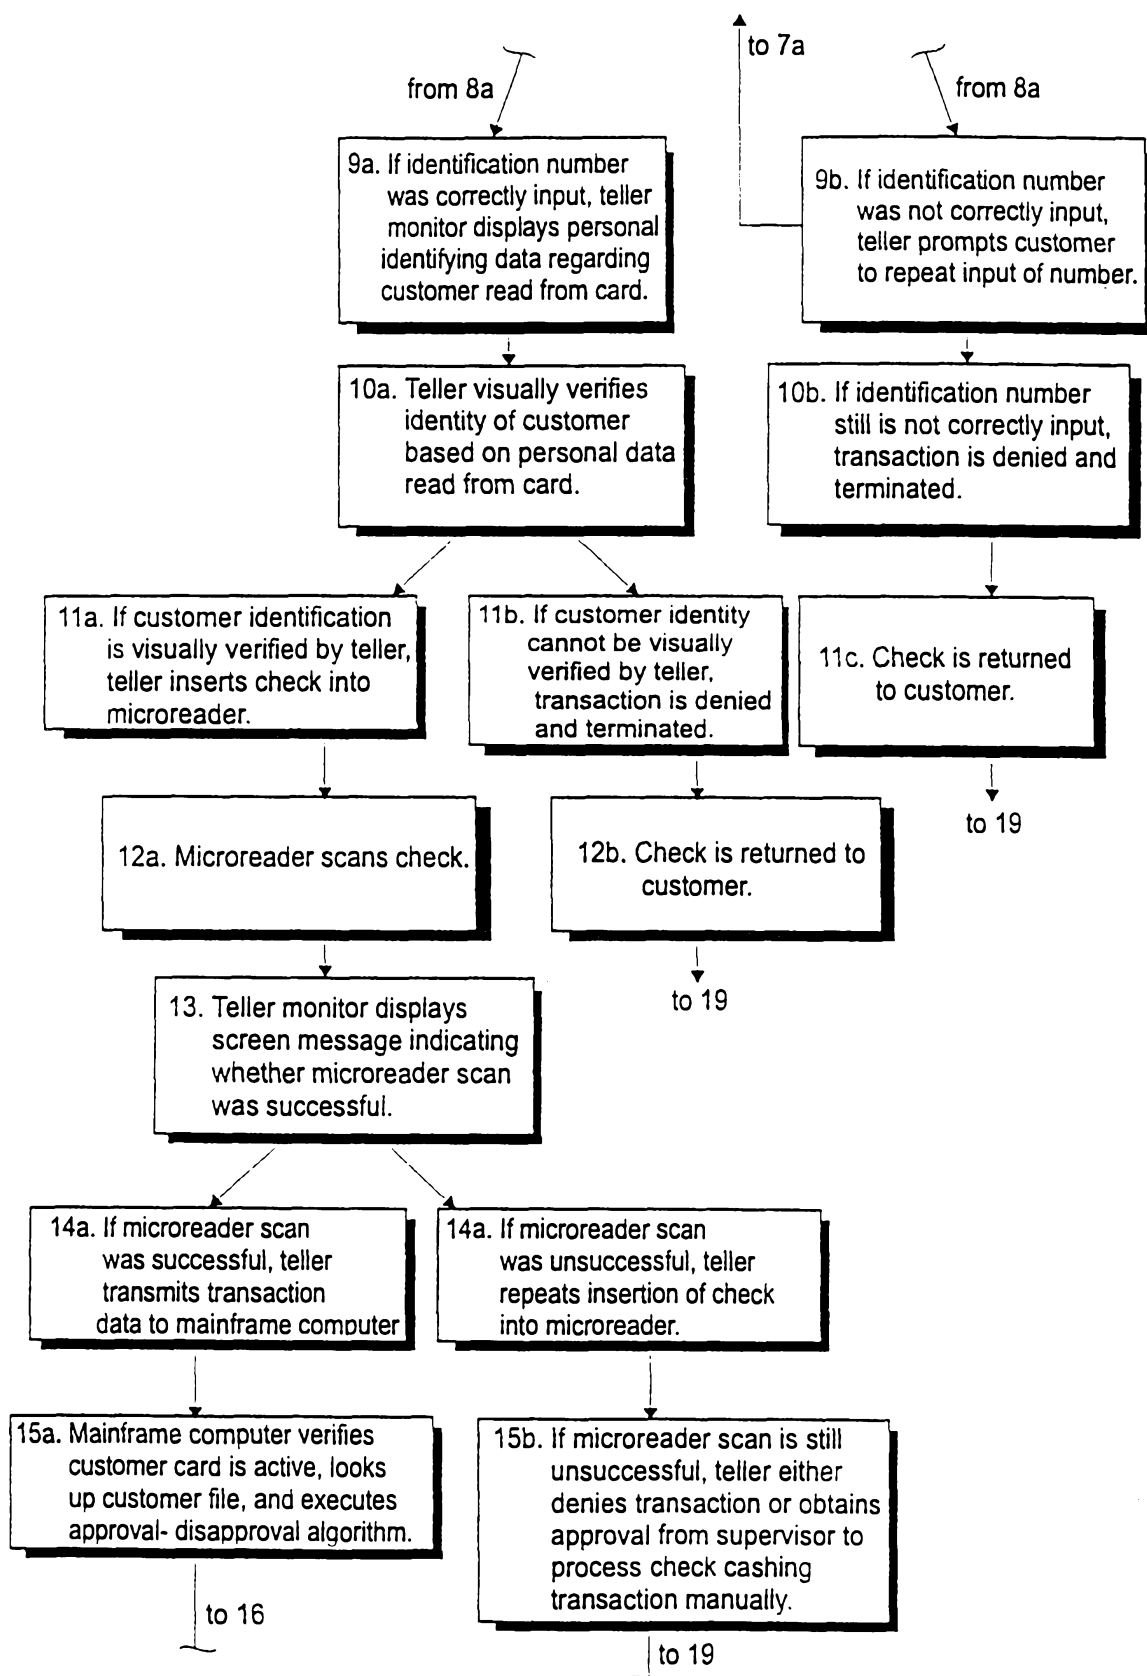 to 7a
from 8a
from 8a
9a. If identification number
was correctly input, teller
monitor displays personal
identifying data regarding
customer read from card.
9b. If identification number
was not correctly input,
teller prompts customer
to repeat input of number.
10a. Teller visually verifies
identity of customer
based on personal data
read from card.
10b. If identification number
still is not correctly input,
transaction is denied and
terminated.
11a. If customer identification
is visually verified by teller,
teller inserts check into
microreader.
11b. If customer identity
cannot be visually
verified by teller,
transaction is denied
and terminated.
11c. Check is returned
to customer.
to 19
12a. Microreader scans check.
12b. Check is returned to
customer.
to 19
13. Teller monitor displays
screen message indicating
whether microreader scan
was successful.
14a. If microreader scan
was successful, teller
transmits transaction
data to mainframe computer
14a. If microreader scan
was unsuccessful, teller
repeats insertion of check
into microreader.
15a. Mainframe computer verifies
customer card is active, looks
up customer file, and executes
approval- disapproval algorithm.
15b. If microreader scan is still
unsuccessful, teller either
denies transaction or obtains
approval from supervisor to
process check cashing
transaction manually.
to 16
to 19